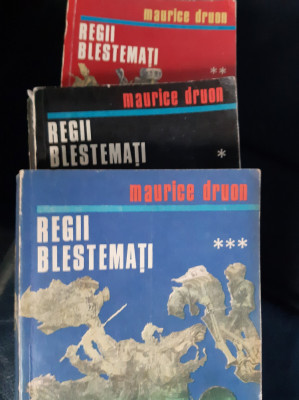 maurice druon
REGII
BLESTEMAȚI
**
maurice druon
REGII
BLESTEMAȚI
*
maurice druon
REGII
BLESTEMAȚI
***